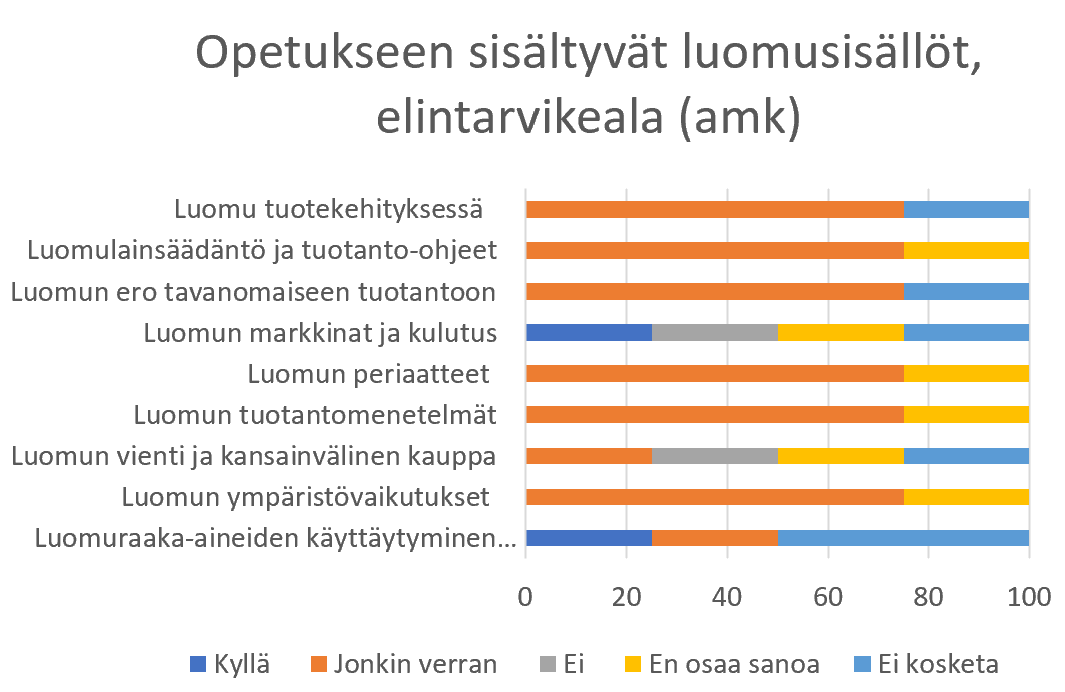 Opetukseen sisältyvät luomusisällöt,
elintarvikeala (amk)
Luomu tuotekehityksessä
Luomulainsäädäntö ja tuotanto-ohjeet
Luomun ero tavanomaiseen tuotantoon
Luomun markkinat ja kulutus
Luomun periaatteet
Luomun tuotantomenetelmät
Luomun vienti ja kansainvälinen kauppa
Luomun ympäristövaikutukset
Luomuraaka-aineiden käyttäytyminen…
0 20 40 60 80 100
Kyllä Jonkin verran Ei En osaa sanoa Ei kosketa